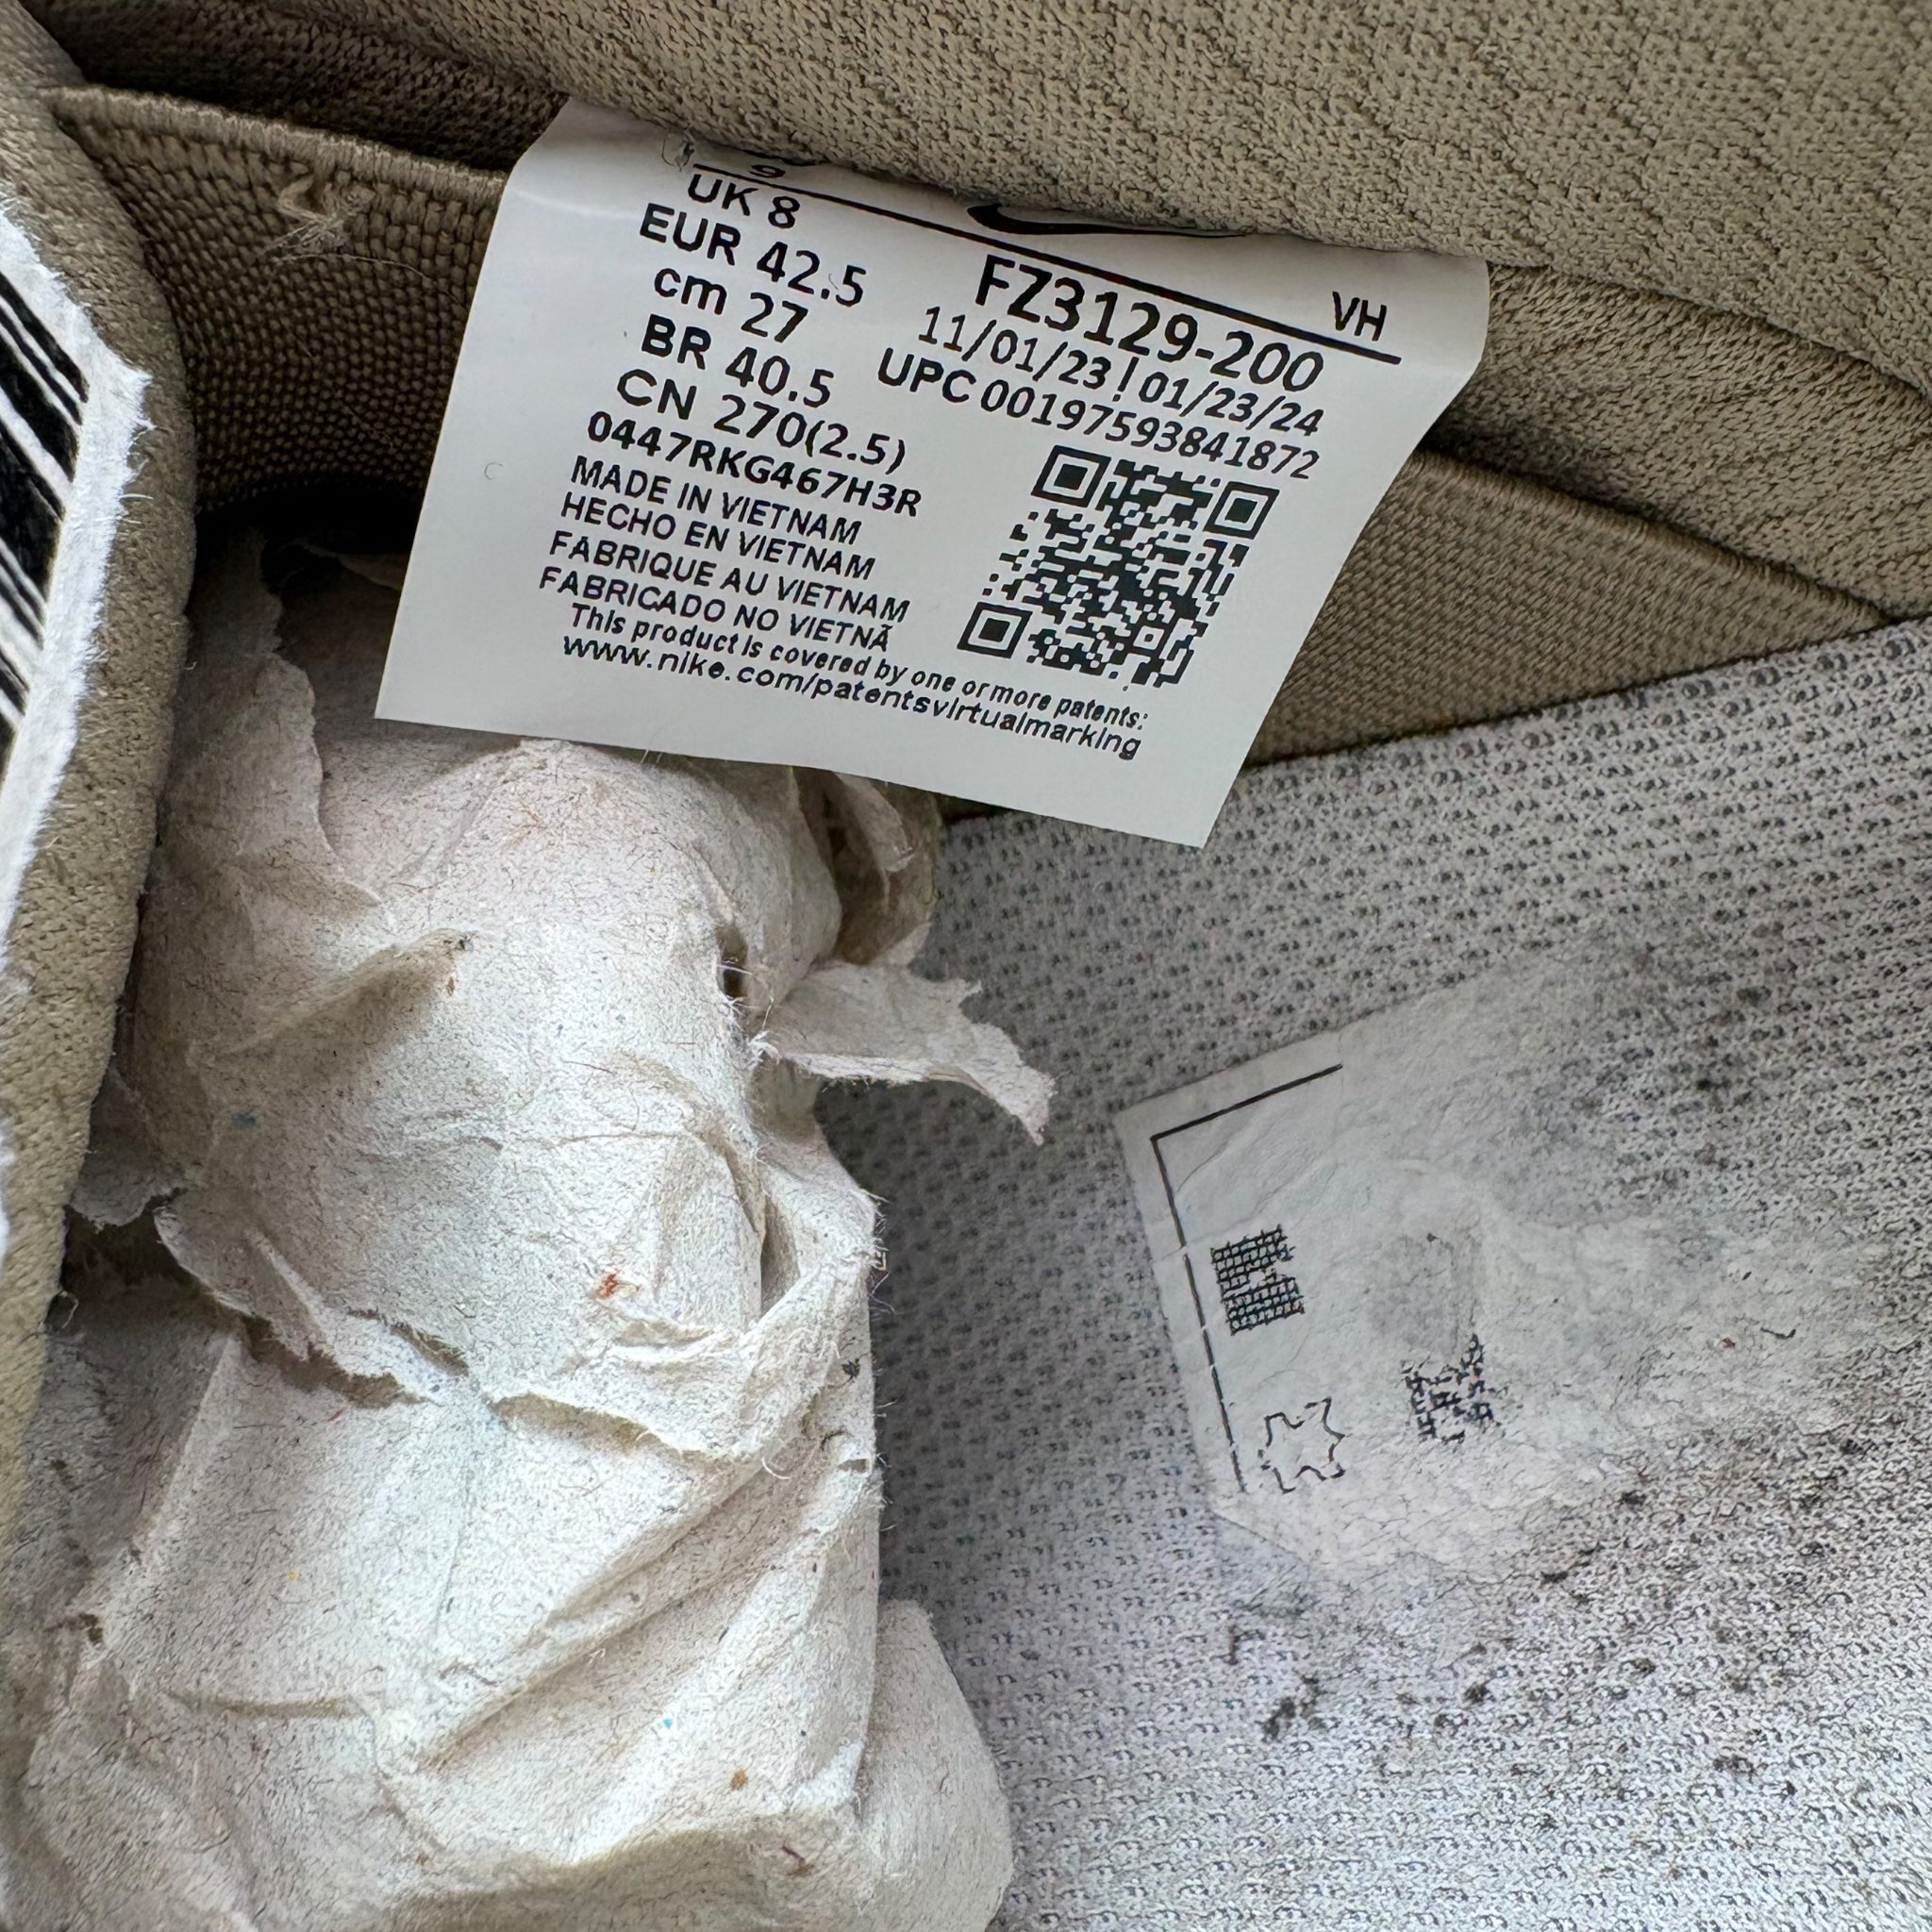 9
UK 8
EUR 42.5
cm 27
BR 40.5
CN 270(2.5)
0447RKG467H3R
MADE IN VIETNAM
HECHO EN VIETNAM
FABRIQUE AU VIETNAM
FABRICADO NO VIETNÃ
This product is covered by one or more patents:
www.nike.com/patentsvirtualmarking
VH
FZ3129-200
11/01/23 ! 01/23/24
UPC 00197593841872